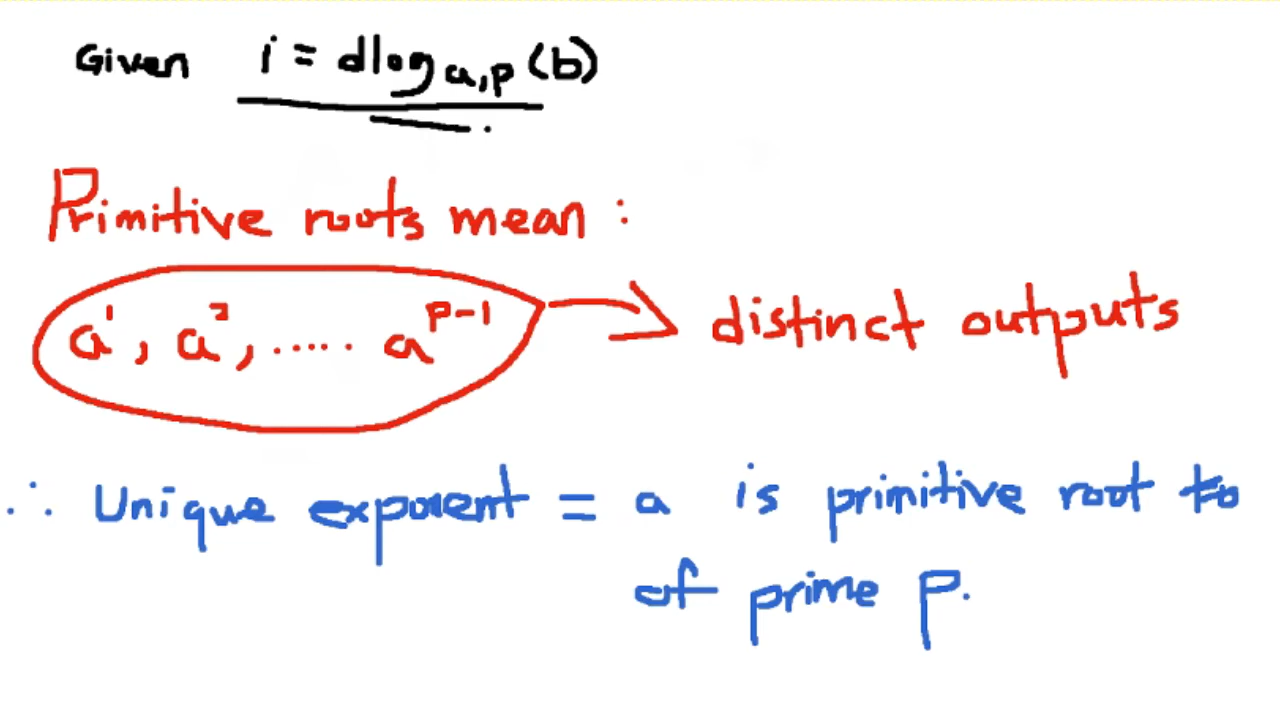 Given i = dlog a,p (b)
Primitive roots mean :
a¹, a², ..... a^p-1 → distinct outputs
∴ Unique exponent = a is primitive root to
of prime p.